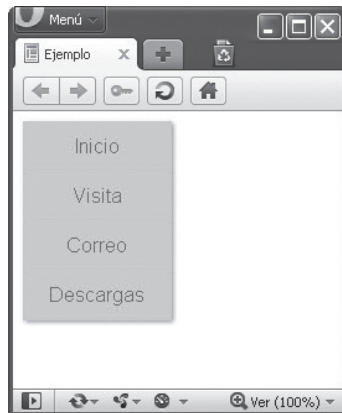 Menú
Ejemplo
Inicio
Visita
Correo
Descargas
Ver (100%)